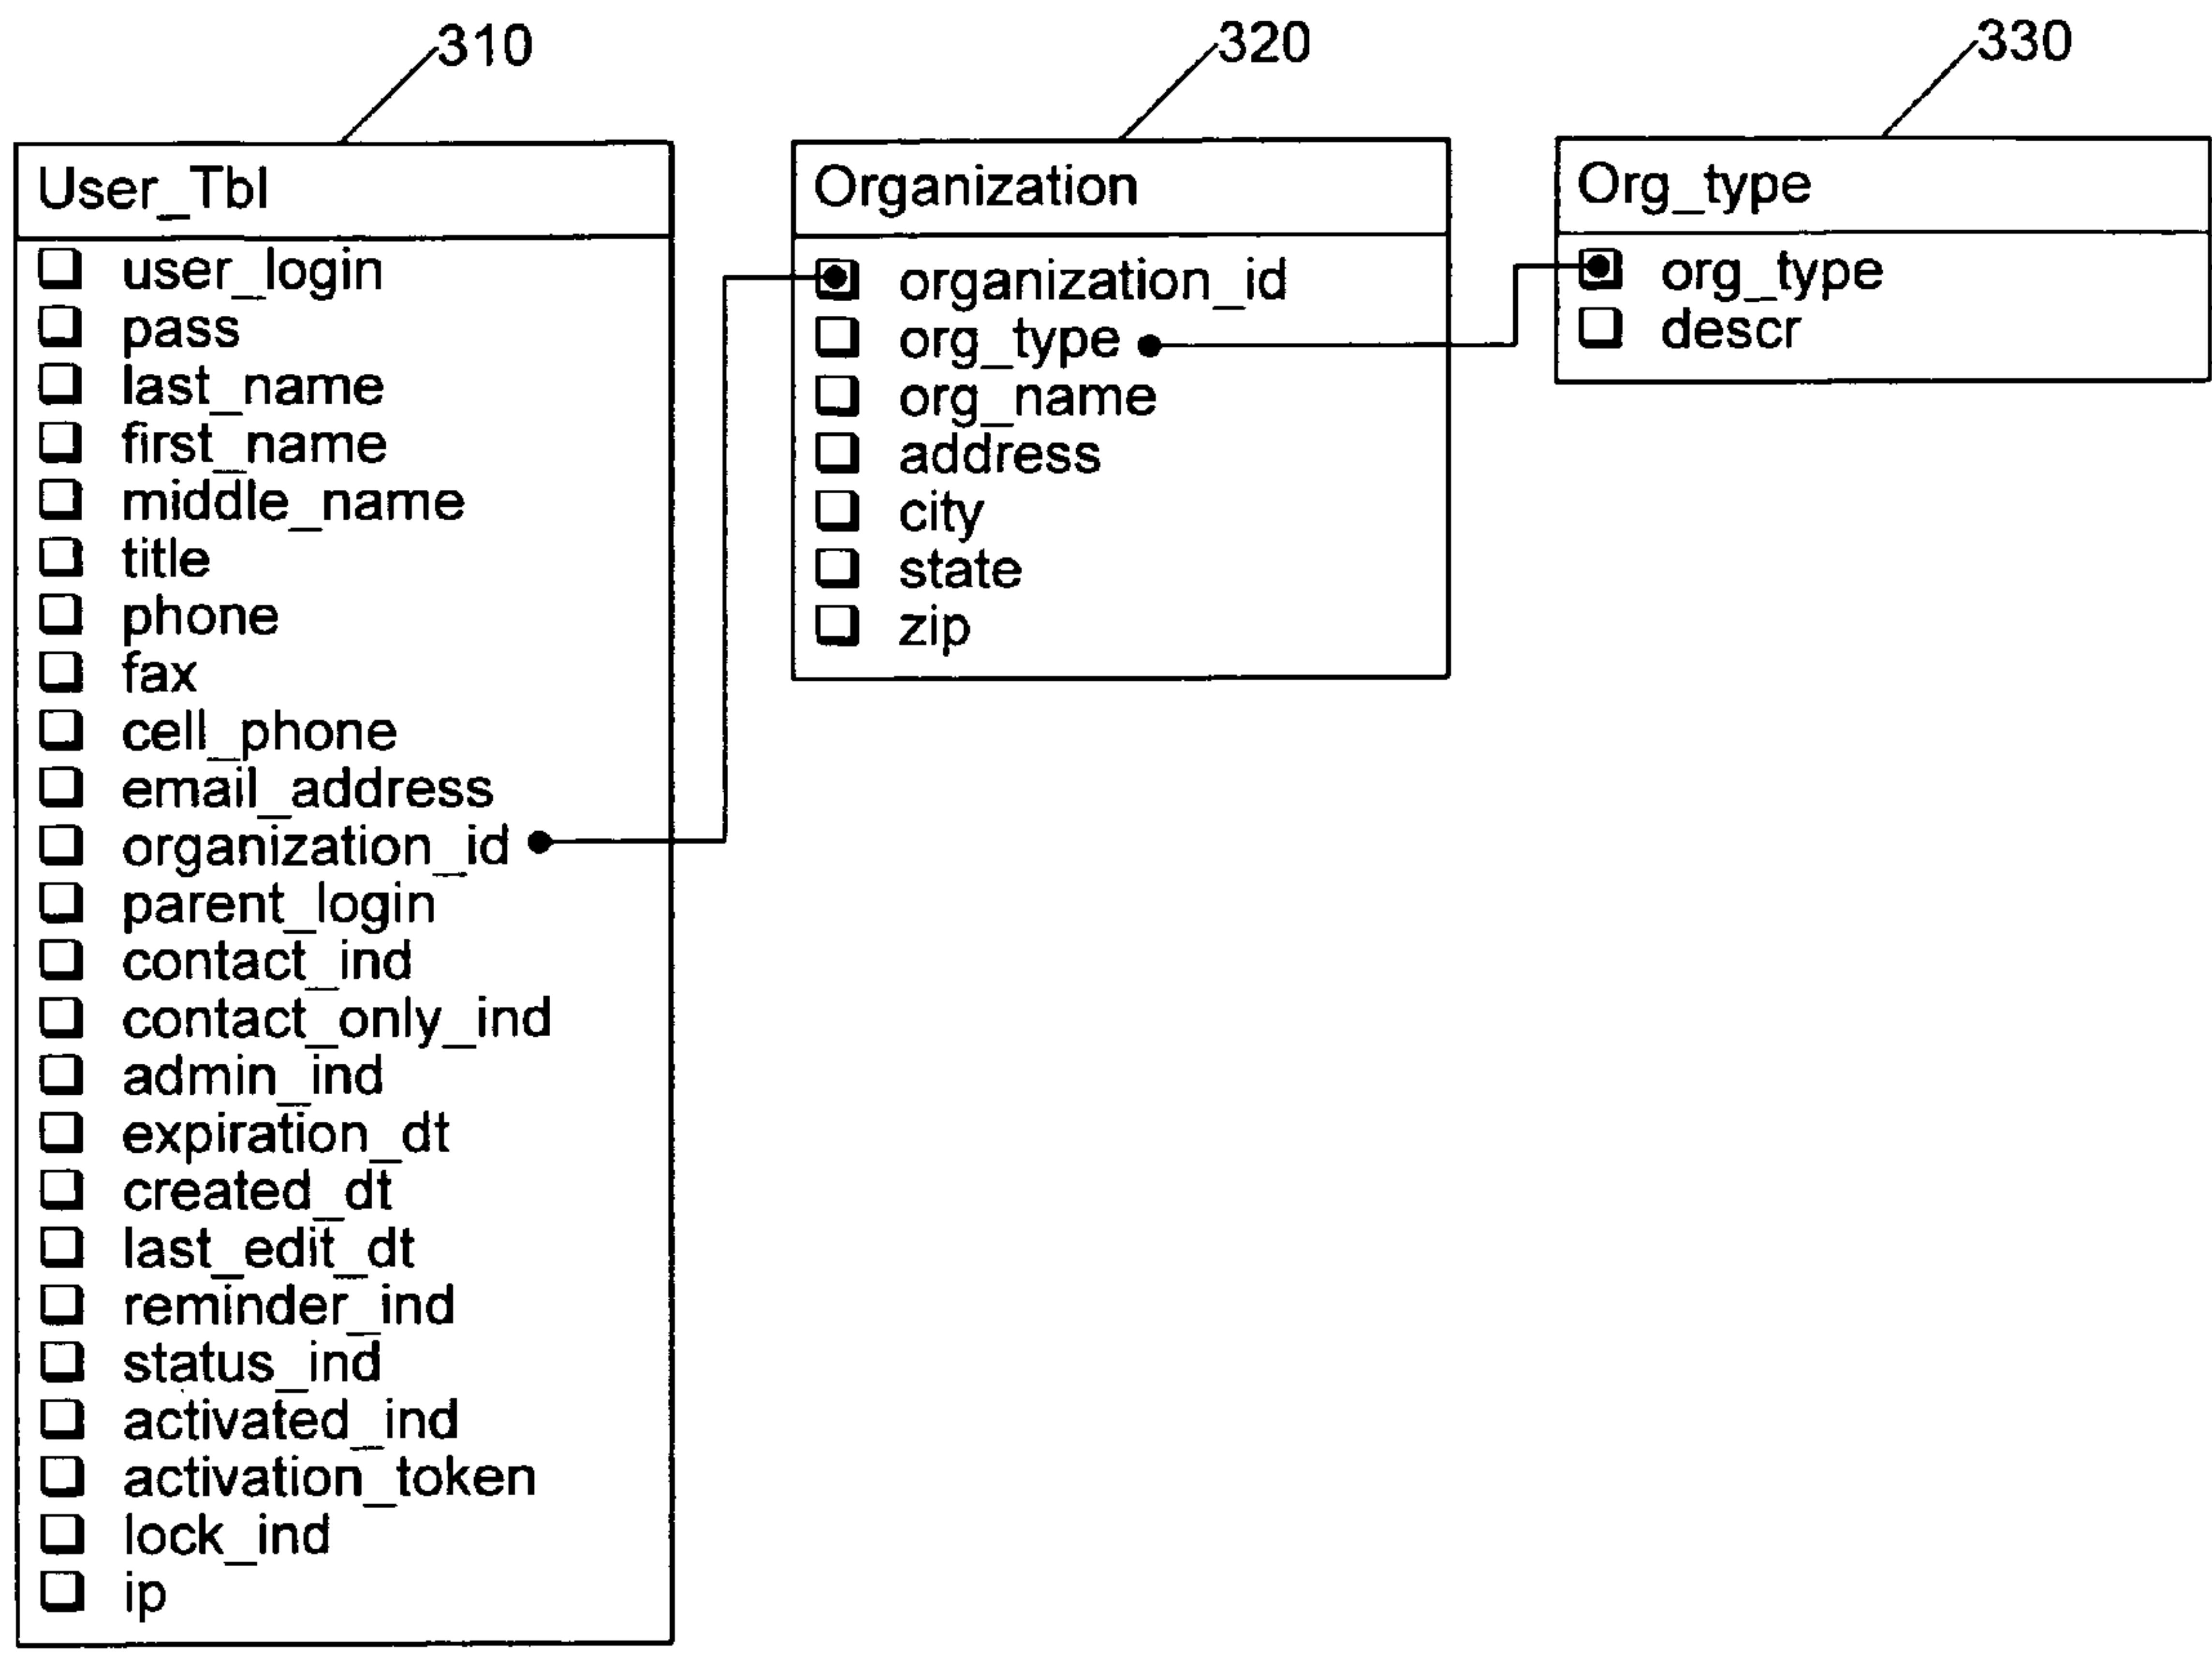 310
320
330
User_Tbl
user_login
pass
last_name
first_name
middle_name
title
phone
fax
cell_phone
email_address
organization_id
parent_login
contact_ind
contact_only_ind
admin_ind
expiration_dt
created_dt
last_edit_dt
reminder_ind
status_ind
activated_ind
activation_token
lock_ind
ip
Organization
organization_id
org_type
org_name
address
city
state
zip
Org_type
org_type
descr